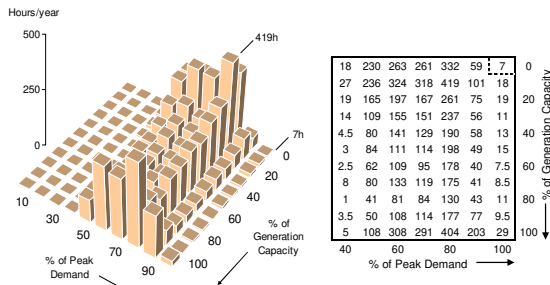 Hours/year
500
250
0
419h
7h
0
20
40
60
80
100
10
30
50
70
90
% of Peak
Demand
% of
Generation
Capacity
18 230 263 261 332 59 7
27 236 324 318 419 101 18
19 165 197 167 261 75 19
14 109 155 151 237 56 11
4.5 80 141 129 190 58 13
3 84 111 114 198 49 15
2.5 62 109 95 178 40 7.5
8 80 133 119 175 41 8.5
1 41 81 84 130 43 11
3.5 50 108 114 177 77 9.5
5 108 308 291 404 203 29
0
20
40
60
80
100
% of Generation Capacity
40 60 80 100
% of Peak Demand